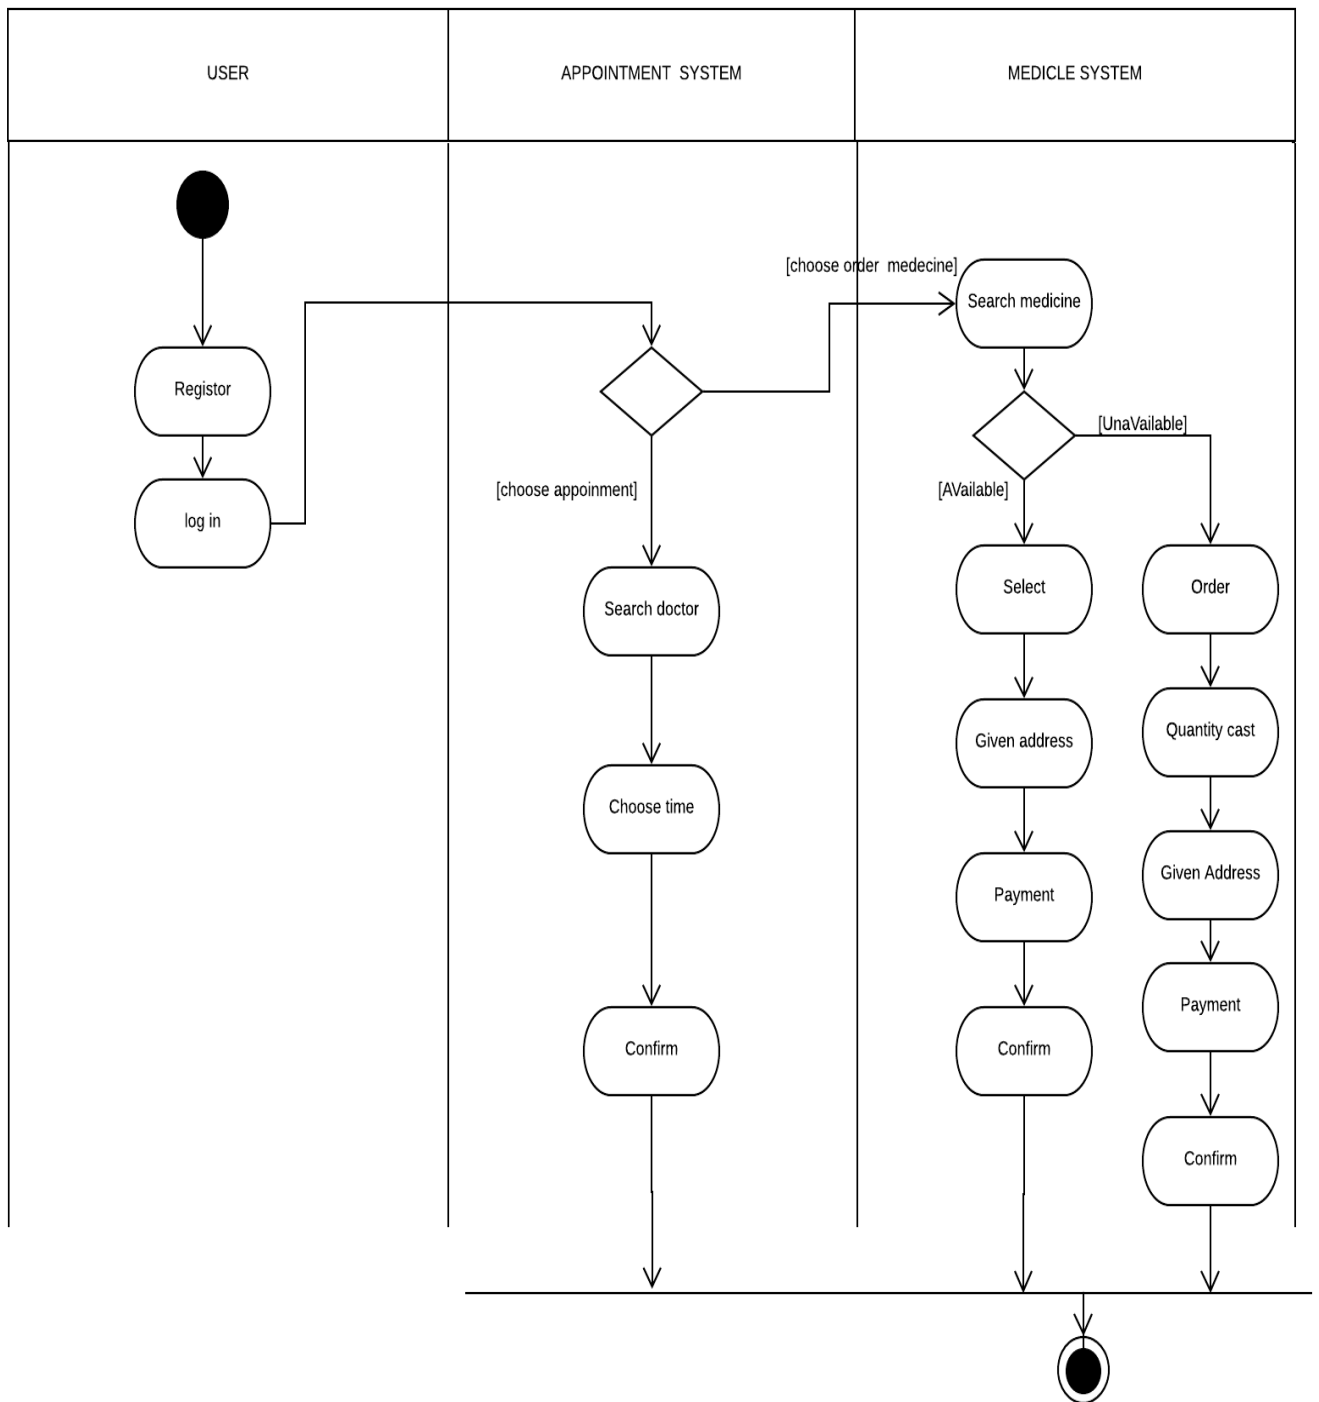 USER
APPOINTMENT  SYSTEM
MEDICLE SYSTEM
[choose order  medecine]
Search medicine
Registor
[UnaVailable]
[choose appoinment]
[AVailable]
log in
Select
Order
Search doctor
Quantity cast
Given address
Choose time
Given Address
Payment
Payment
Confirm
Confirm
Confirm